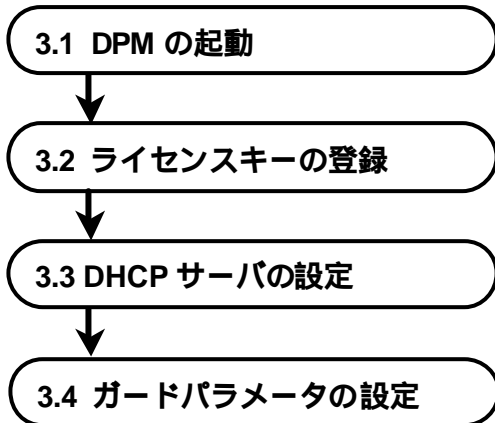 3.1 DPM の起動
3.2 ライセンスキーの登録
3.3 DHCP サーバの設定
3.4 ガードパラメータの設定